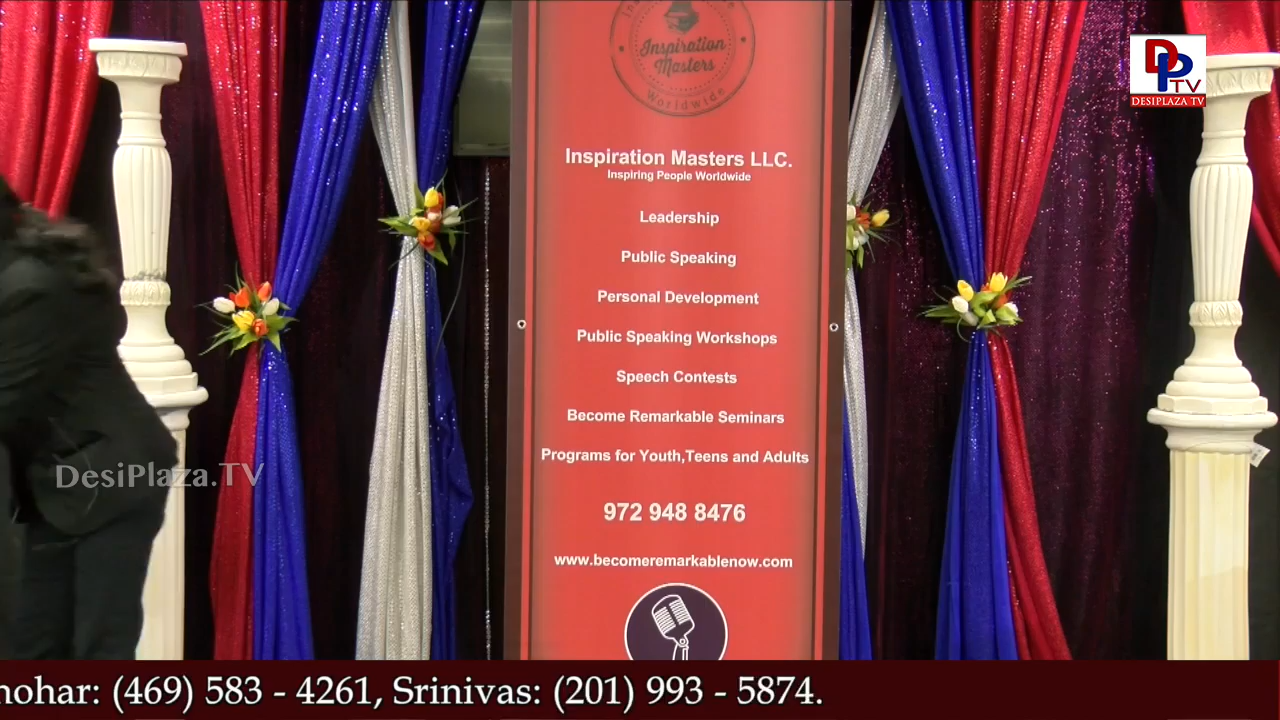 Inspiration
Masters
Worldwide
DP
TV
DESIPLAZA TV
Inspiration Masters LLC.
Inspiring People Worldwide
Leadership
Public Speaking
Personal Development
Public Speaking Workshops
Speech Contests
Become Remarkable Seminars
Programs for Youth,Teens and Adults
972 948 8476
www.becomeremarkablenow.com
DesiPlaza.TV
: (469) 583 - 4261, Srinivas: (201) 993 - 5874.